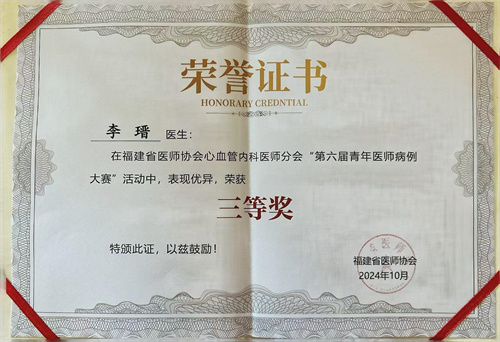 荣誉证书
HONORARY CREDNTIAL
李瑨 医生：
在福建省医师协会心血管内科医师分会“第六届青年医师病例
大赛”活动中，表现优异，荣获
三等奖
特颁此证，以兹鼓励！
福建省医师协会
2024年10月